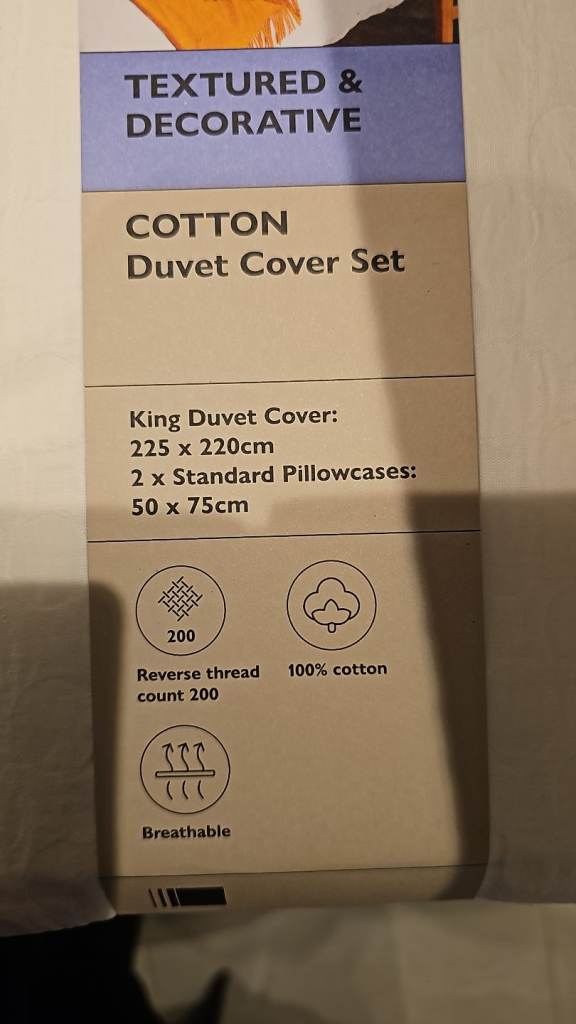 TEXTURED &
DECORATIVE
COTTON
Duvet Cover Set
King Duvet Cover:
225 x 220cm
2 x Standard Pillowcases:
50 x 75cm
200
Reverse thread
count 200
100% cotton
Breathable